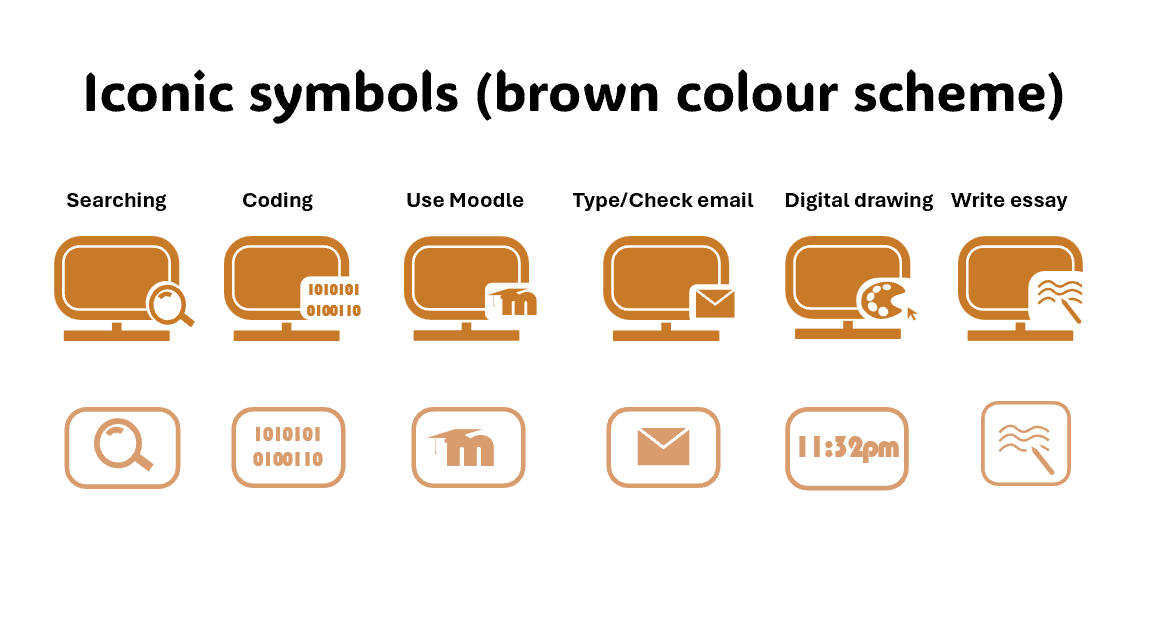 Iconic symbols (brown colour scheme)
Searching
Coding
Use Moodle
Type/Check email
Digital drawing
Write essay
1010101
0100110
m
1010101
0100110
m
11:32pm